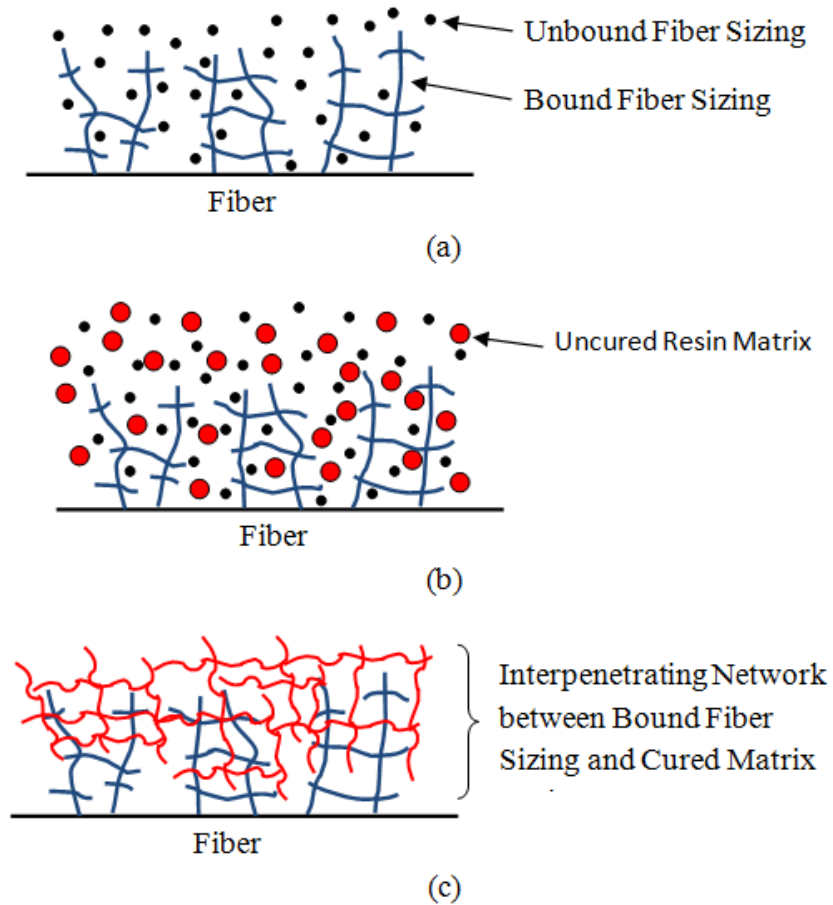 Unbound Fiber Sizing
Bound Fiber Sizing
Fiber
(a)
Uncured Resin Matrix
Fiber
(b)
Interpenetrating Network
between Bound Fiber
Sizing and Cured Matrix
Fiber
(c)